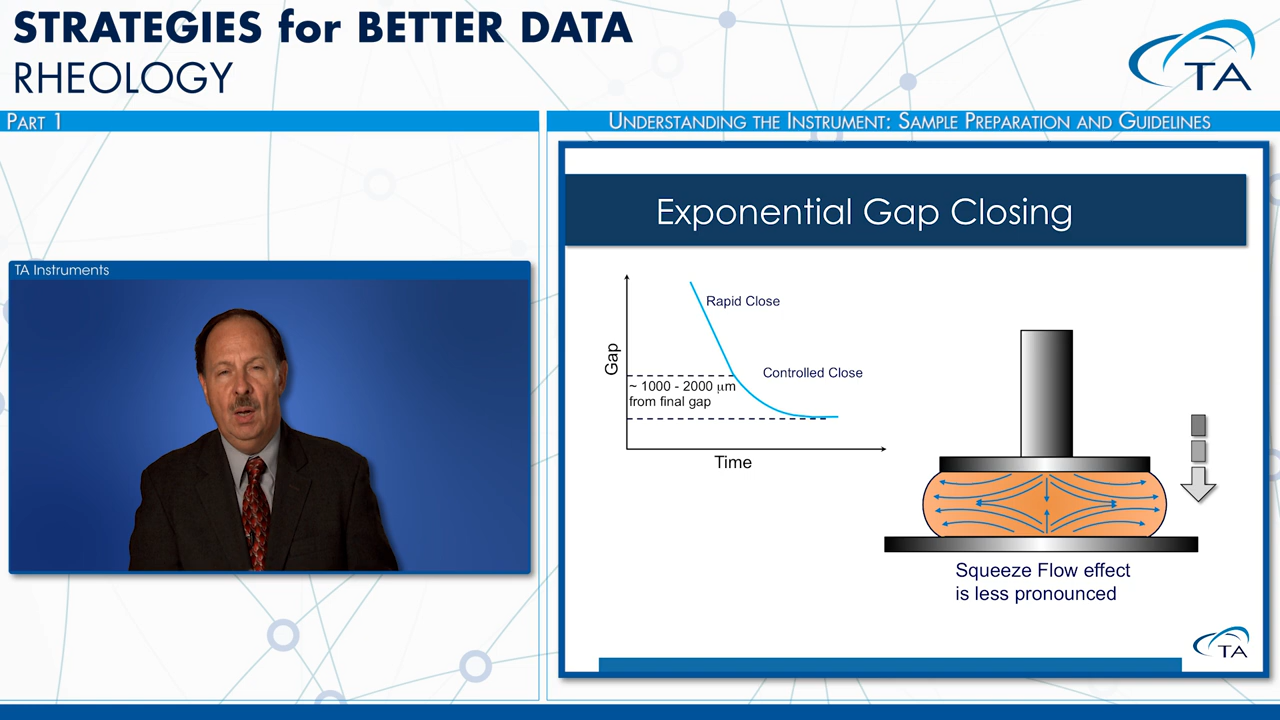 STRATEGIES for BETTER DATA
RHEOLOGY
TA
PART 1
UNDERSTANDING THE INSTRUMENT: SAMPLE PREPARATION AND GUIDELINES
TA Instruments
Exponential Gap Closing
Rapid Close
Gap
Controlled Close
~ 1000 - 2000 µm
from final gap
Time
Squeeze Flow effect
is less pronounced
TA